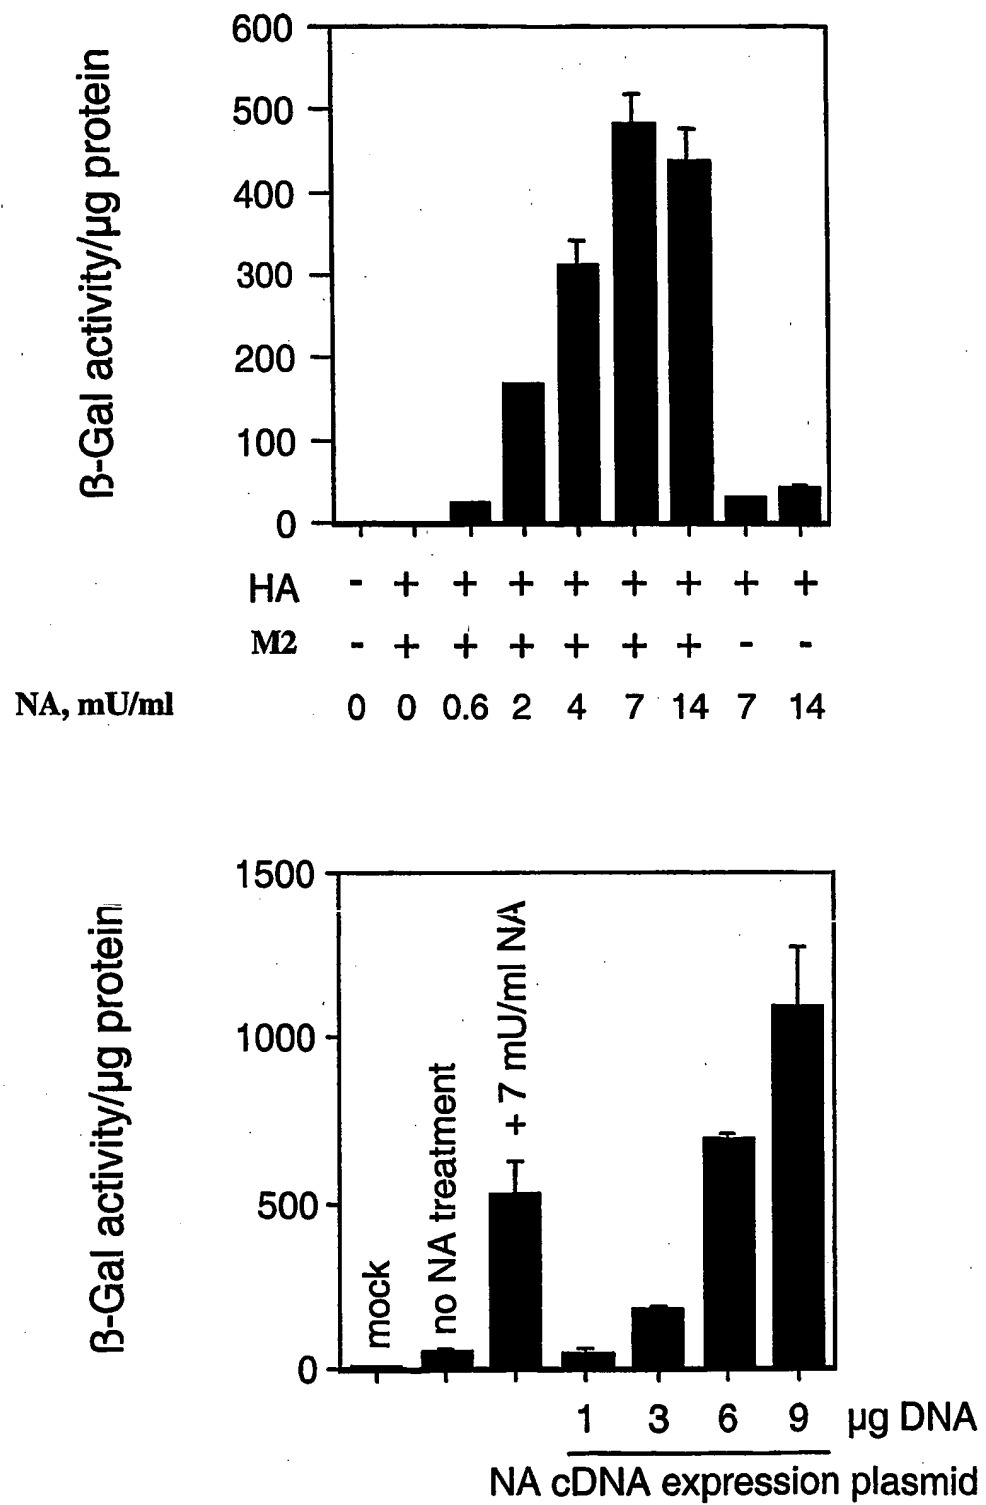 600
500
400
300
200
100
0
ß-Gal activity/µg protein
HA - + + + + + + + +
M2 - + + + + + + - -
NA, mU/ml 0 0 0.6 2 4 7 14 7 14
1500
1000
500
0
ß-Gal activity/µg protein
mock
no NA treatment
+ 7 mU/ml NA
1 3 6 9 µg DNA
NA cDNA expression plasmid